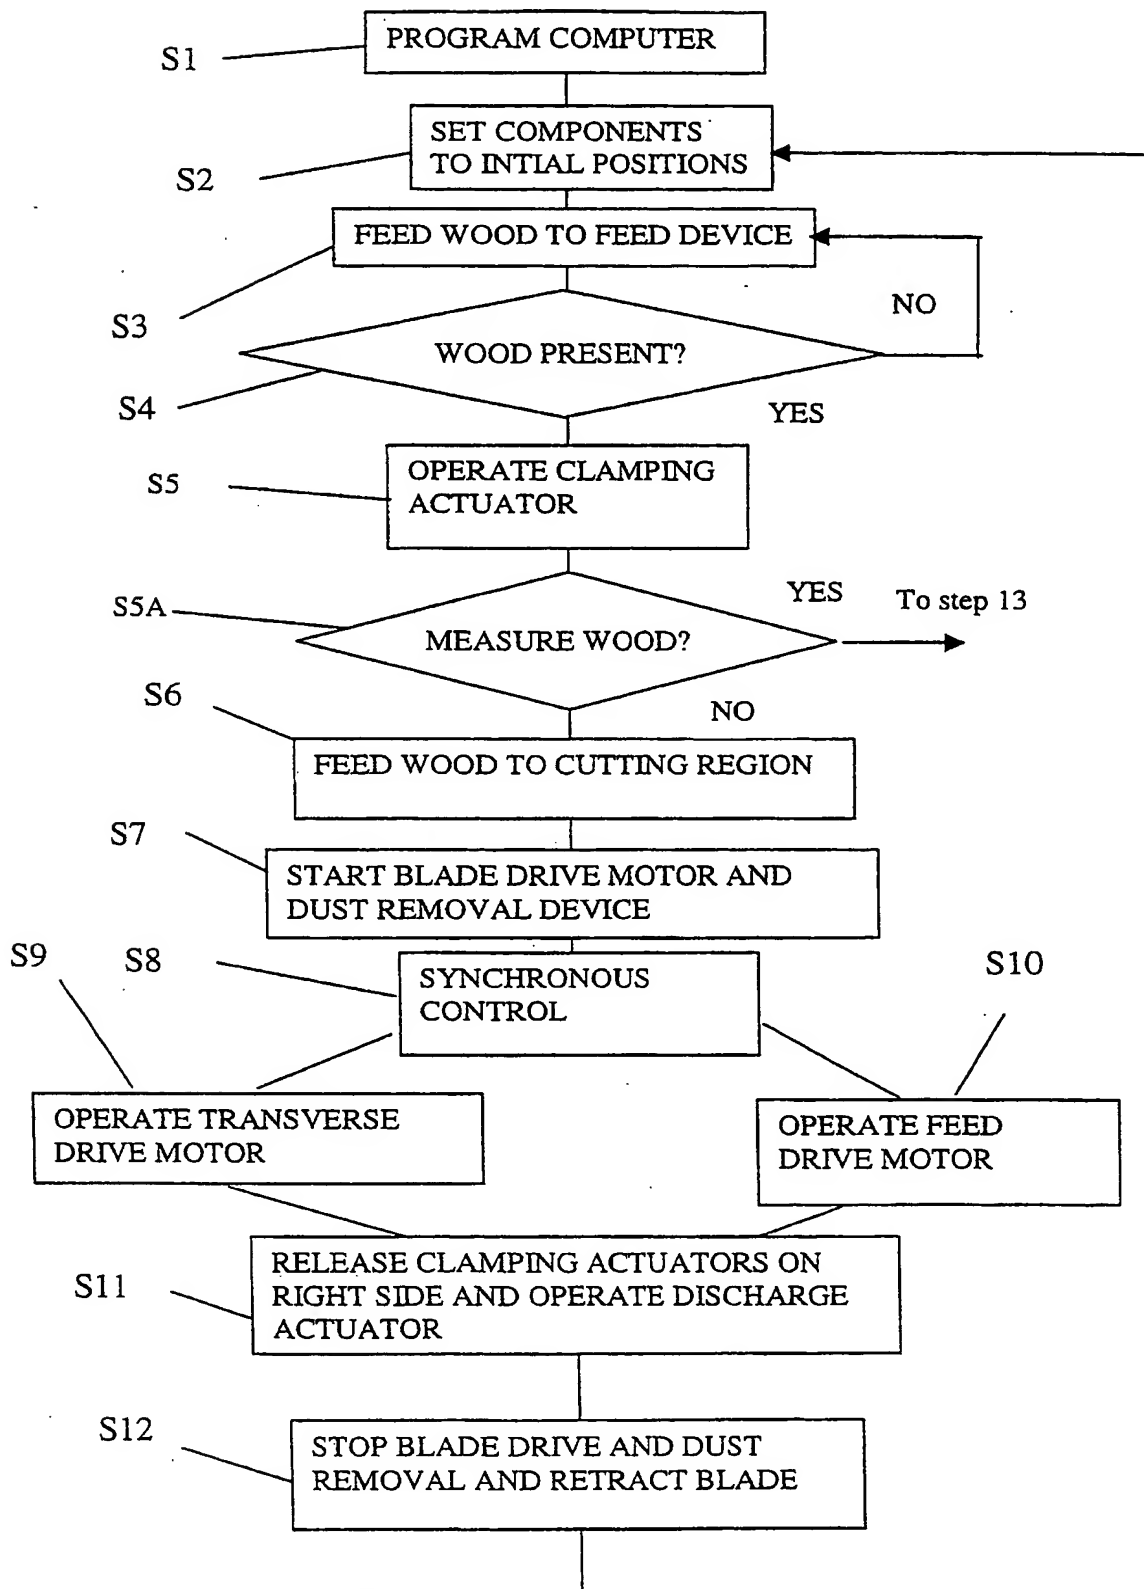 S1
PROGRAM COMPUTER
S2
SET COMPONENTS
TO INTIAL POSITIONS
S3
FEED WOOD TO FEED DEVICE
NO
S4
WOOD PRESENT?
YES
S5
OPERATE CLAMPING
ACTUATOR
S5A
MEASURE WOOD?
YES
To step 13
S6
NO
FEED WOOD TO CUTTING REGION
S7
START BLADE DRIVE MOTOR AND
DUST REMOVAL DEVICE
S9
S8
SYNCHRONOUS
CONTROL
S10
OPERATE TRANSVERSE
DRIVE MOTOR
OPERATE FEED
DRIVE MOTOR
S11
RELEASE CLAMPING ACTUATORS ON
RIGHT SIDE AND OPERATE DISCHARGE
ACTUATOR
S12
STOP BLADE DRIVE AND DUST
REMOVAL AND RETRACT BLADE